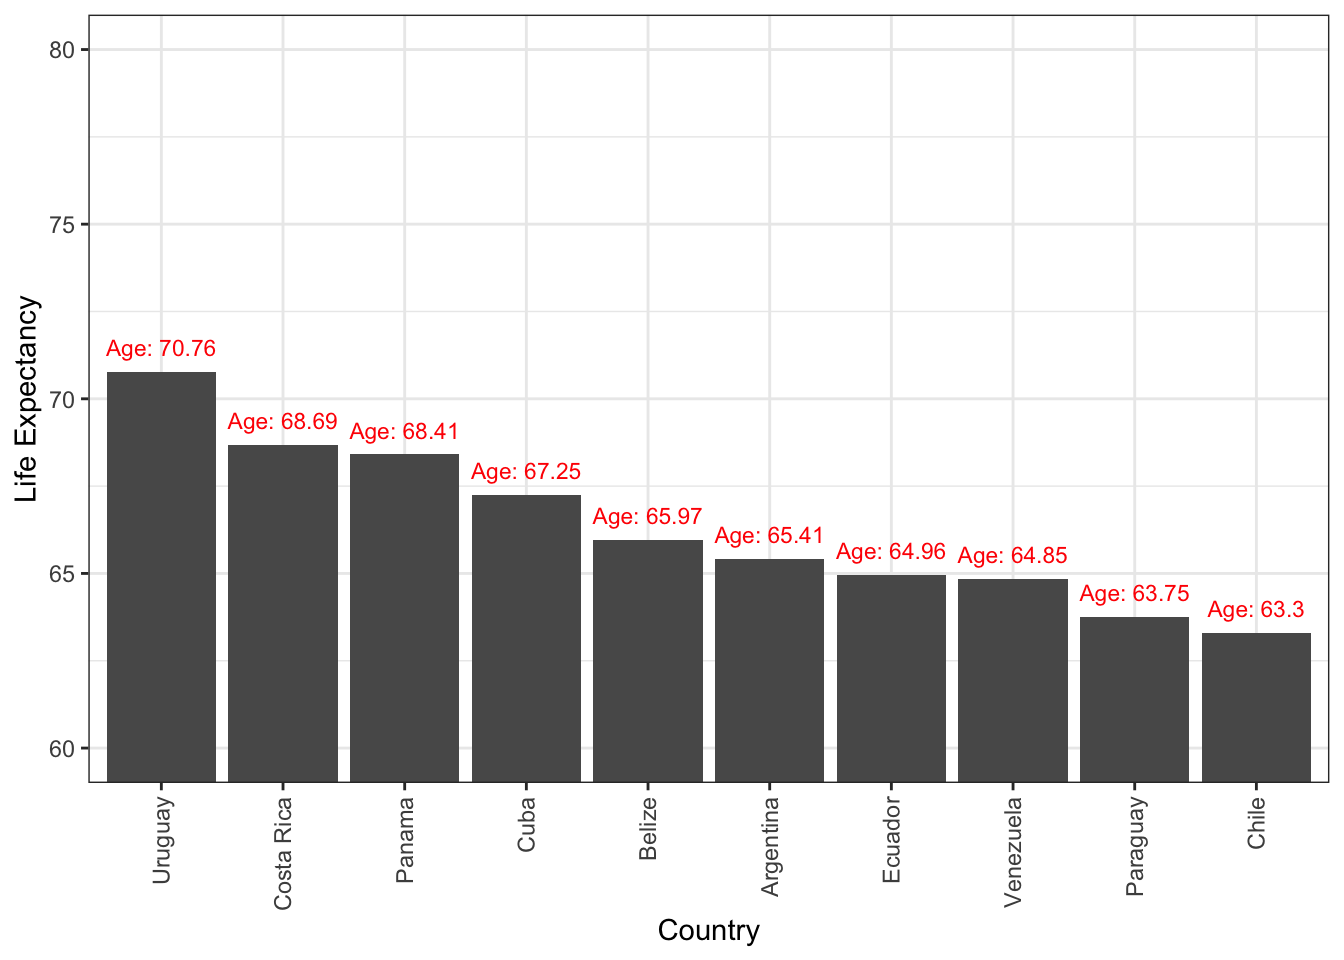 80
75
70
65
60
Life Expectancy
Age: 70.76
Age: 68.69
Age: 68.41
Age: 67.25
Age: 65.97
Age: 65.41
Age: 64.96
Age: 64.85
Age: 63.75
Age: 63.3
Uruguay
Costa Rica
Panama
Cuba
Belize
Argentina
Ecuador
Venezuela
Paraguay
Chile
Country